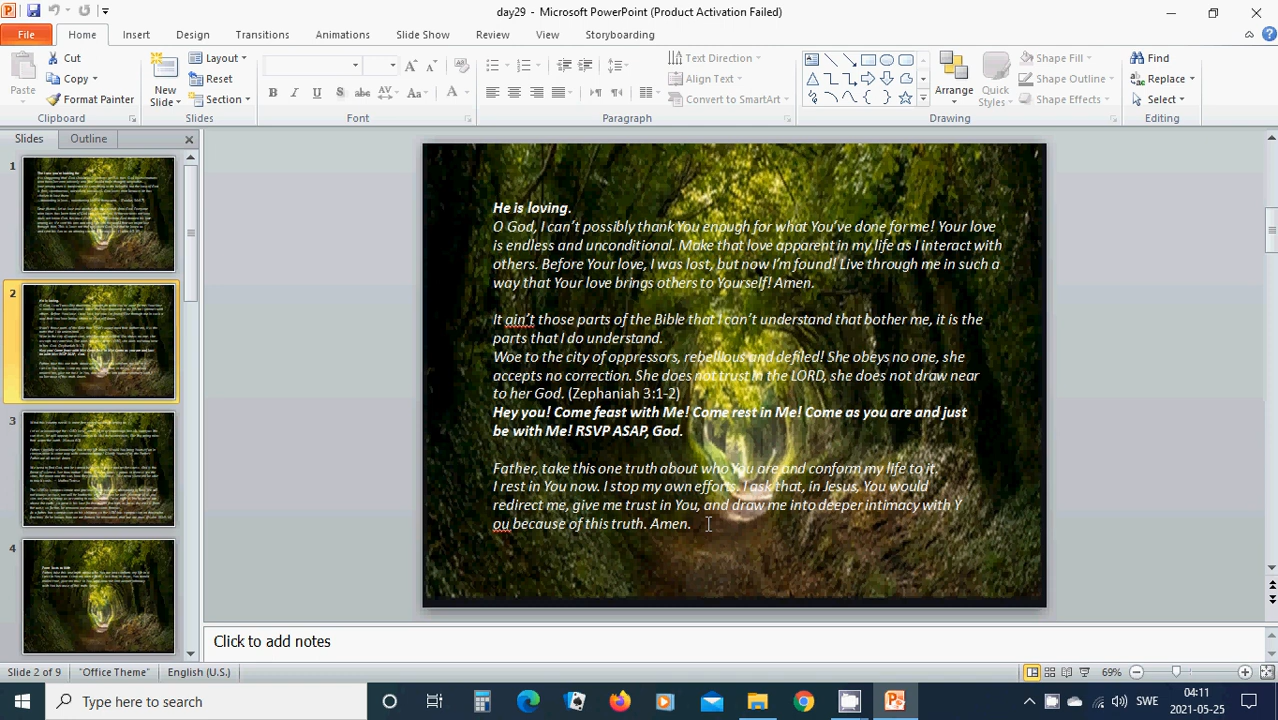 day29 - Microsoft PowerPoint (Product Activation Failed)
File
Home
Insert
Design
Transitions
Animations
Slide Show
Review
View
Storyboarding
Paste
Cut
Copy
Format Painter
Clipboard
New
Slide
Layout
Reset
Section
Slides
Font
Text Direction
Align Text
Convert to SmartArt
Paragraph
Arrange
Quick
Styles
Shape Fill
Shape Outline
Shape Effects
Drawing
Find
Replace
Select
Editing
Slides
Outline
1
2
3
4
He is loving. .
O God, I can't possibly thank You enough for what You've done for me! Your love
is endless and unconditional. Make that love apparent in my life as I interact with
others. Before Your love, I was lost, but now I'm found! Live through me in such a
way that Your love brings others to Yourself! Amen.
It ain't those parts of the Bible that I can't understand that bother me, it is the
parts that I do understand.
Woe to the city of oppressors, rebellious and defiled! She obeys no one, she
accepts no correction. She does not trust in the LORD, she does not draw near
to her God. (Zephaniah 3:1-2)
Hey you! Come feast with Me! Come rest in Me! Come as you are and just
be with Me! RSVP ASAP, God.
Father, take this one truth about who You are and conform my life to it.
I rest in You now. I stop my own efforts. I ask that, in Jesus, You would
indwell me, give me trust in You, and draw me into deeper intimacy with Y
ou because of this truth. Amen.
Click to add notes
Slide 2 of 9
"Office Theme"
English (U.S.)
69%
Type here to search
SWE
04:11
2021-05-25